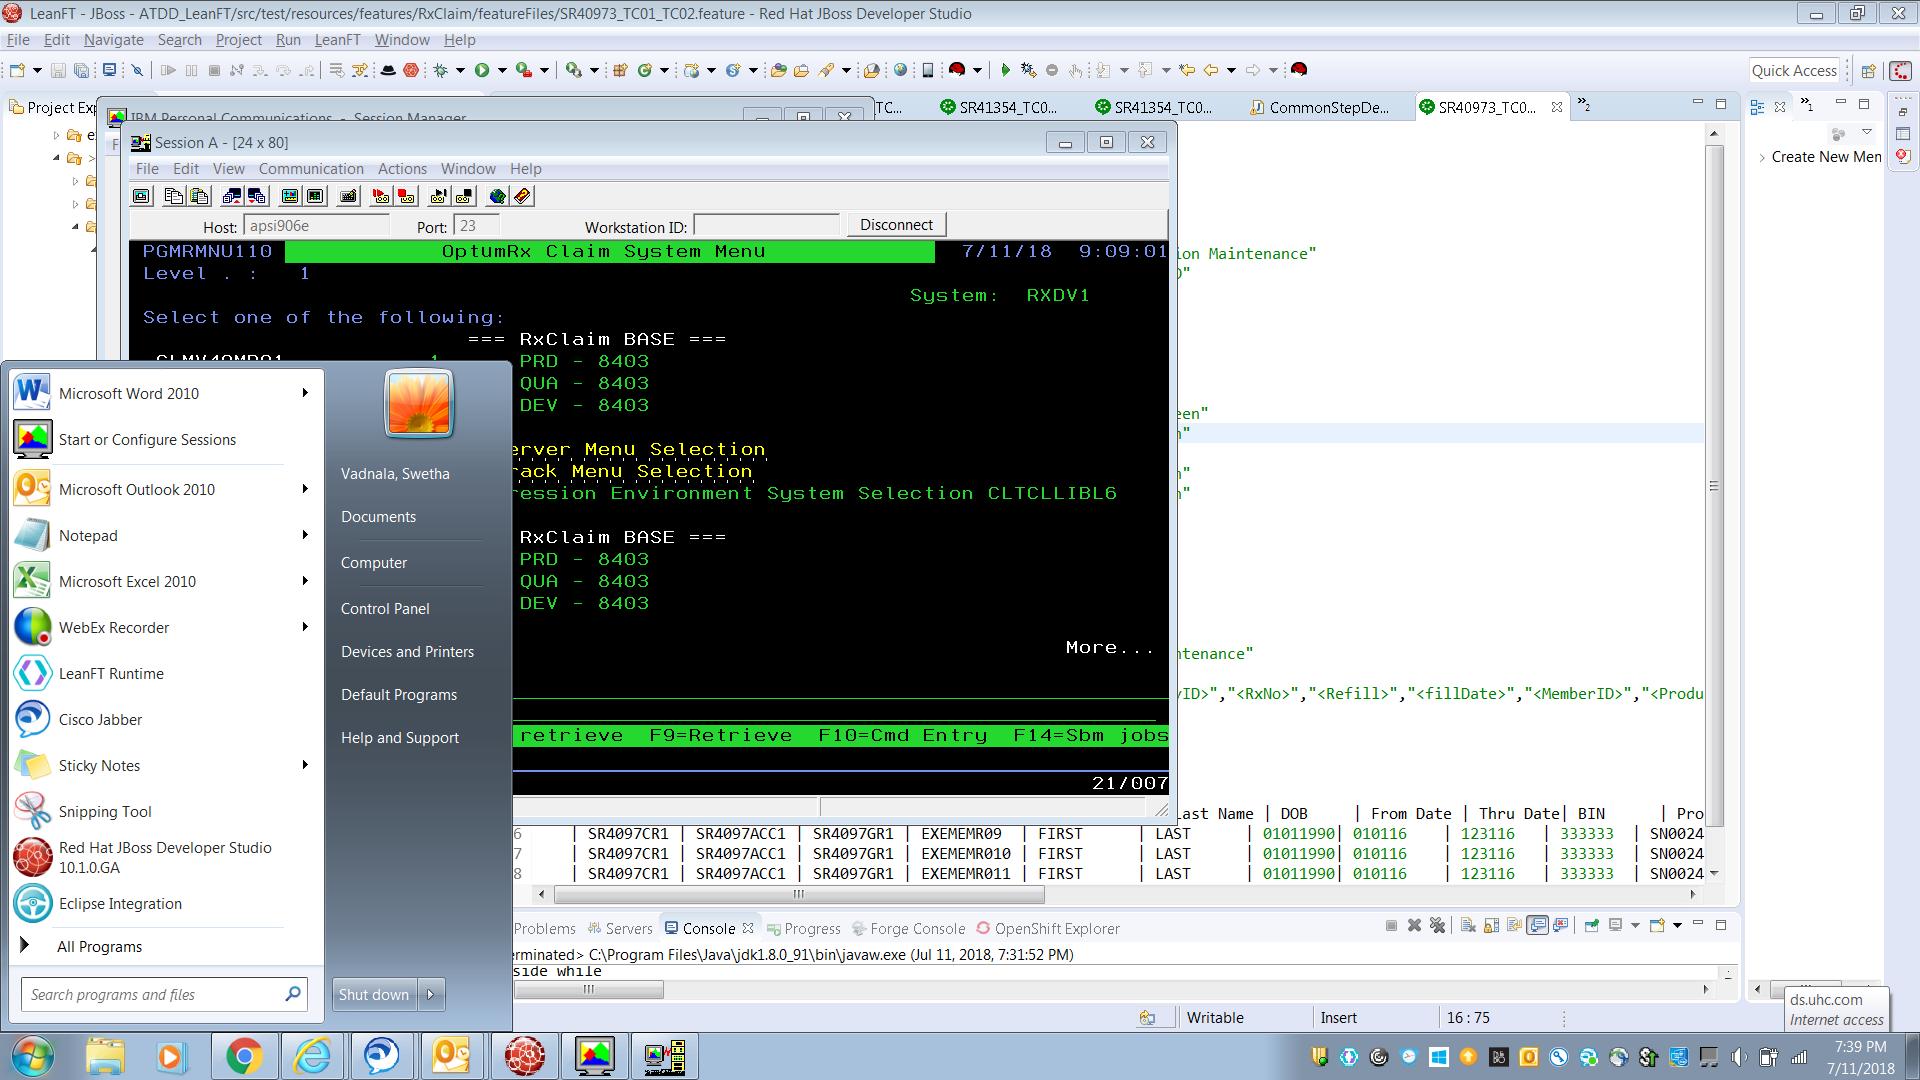 LeanFT - JBoss - ATDD_LeanFT/src/test/resources/features/RxClaim/featureFiles/SR40973_TC01_TC02.feature - Red Hat JBoss Developer Studio
File Edit Navigate Search Project Run LeanFT Window Help
Quick Access
Project Exp
IBM Personal Communications - Session Manager
TC...
SR41354_TC0...
SR41354_TC0...
CommonStepDe...
SR40973_TC0...
2
1
Create New Men
Session A - [24 x 80]
File Edit View Communication Actions Window Help
Host: apsi906e Port: 23 Workstation ID: Disconnect
PGMRMNU110 OptumRx Claim System Menu 7/11/18 9:09:01
Level . : 1
System: RXDV1
Select one of the following:
=== RxClaim BASE ===
1 PRD - 8403
QUA - 8403
DEV - 8403
erver Menu Selection
rack Menu Selection
ression Environment System Selection CLTCLLIBL6
RxClaim BASE ===
PRD - 8403
QUA - 8403
DEV - 8403
More...
retrieve F9=Retrieve F10=Cmd Entry F14=Sbm jobs
21/007
ion Maintenance"
een"
n"
n"
n"
ntenance"
ID>","<RxNo>","<Refill>","<fillDate>","<MemberID>","<Produ
Last Name | DOB | From Date | Thru Date| BIN | Pro
6 | SR4097CR1 | SR4097ACC1 | SR4097GR1 | EXEMEMR09 | FIRST | LAST | 01011990| 010116 | 123116 | 333333 | SN0024
7 | SR4097CR1 | SR4097ACC1 | SR4097GR1 | EXEMEMR010 | FIRST | LAST | 01011990| 010116 | 123116 | 333333 | SN0024
8 | SR4097CR1 | SR4097ACC1 | SR4097GR1 | EXEMEMR011 | FIRST | LAST | 01011990| 010116 | 123116 | 333333 | SN0024
Problems Servers Console Progress Forge Console OpenShift Explorer
erminated> C:\Program Files\Java\jdk1.8.0_91\bin\javaw.exe (Jul 11, 2018, 7:31:52 PM)
side while
Writable Insert 16 : 75
ds.uhc.com
Internet access
Microsoft Word 2010
Start or Configure Sessions
Microsoft Outlook 2010
Notepad
Microsoft Excel 2010
WebEx Recorder
LeanFT Runtime
Cisco Jabber
Sticky Notes
Snipping Tool
Red Hat JBoss Developer Studio
10.1.0.GA
Eclipse Integration
All Programs
Search programs and files
Vadnala, Swetha
Documents
Computer
Control Panel
Devices and Printers
Default Programs
Help and Support
Shut down
7:39 PM
7/11/2018